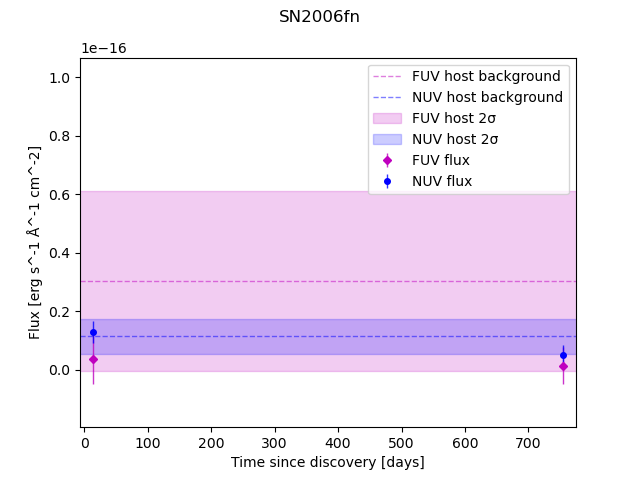 SN2006fn
1e−16
1.0
0.8
0.6
0.4
0.2
0.0
Flux [erg s^-1 Å^-1 cm^-2]
FUV host background
NUV host background
FUV host 2σ
NUV host 2σ
FUV flux
NUV flux
0 100 200 300 400 500 600 700
Time since discovery [days]